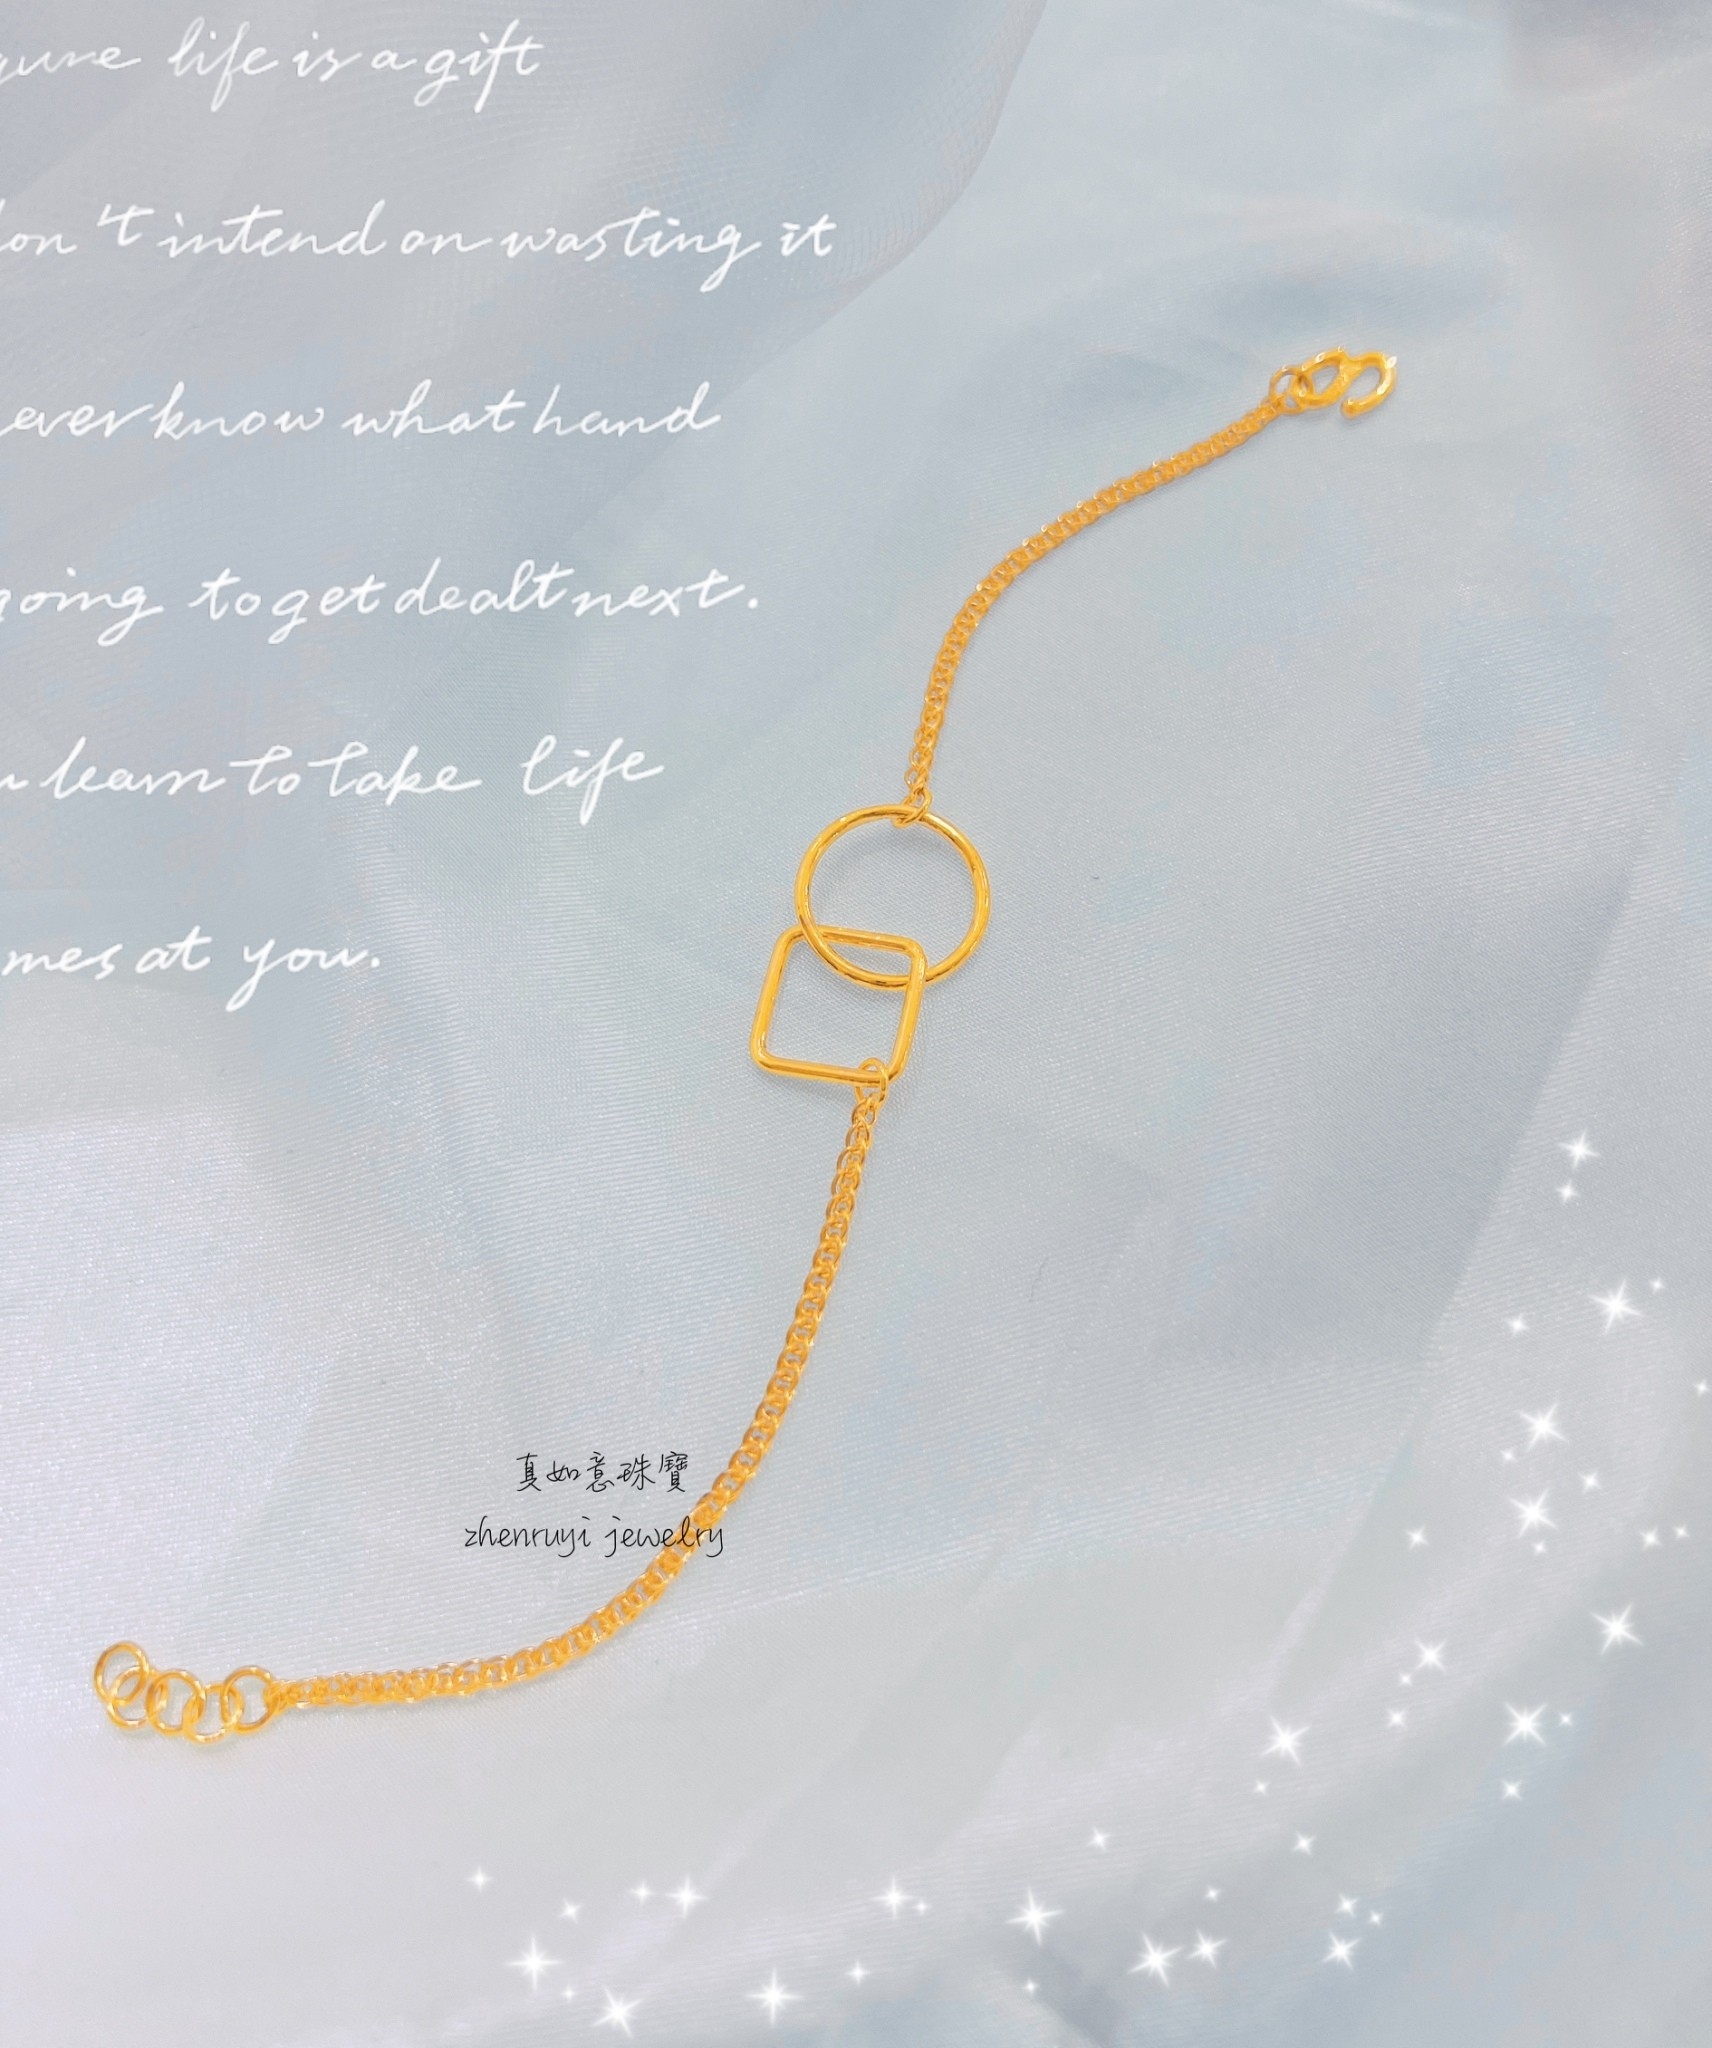 life is a gift
on't intend on wasting it
ever know what hand
going to get dealt next.
learn to take life
mes at you.
真如意珠寶
zhenruyi jewelry